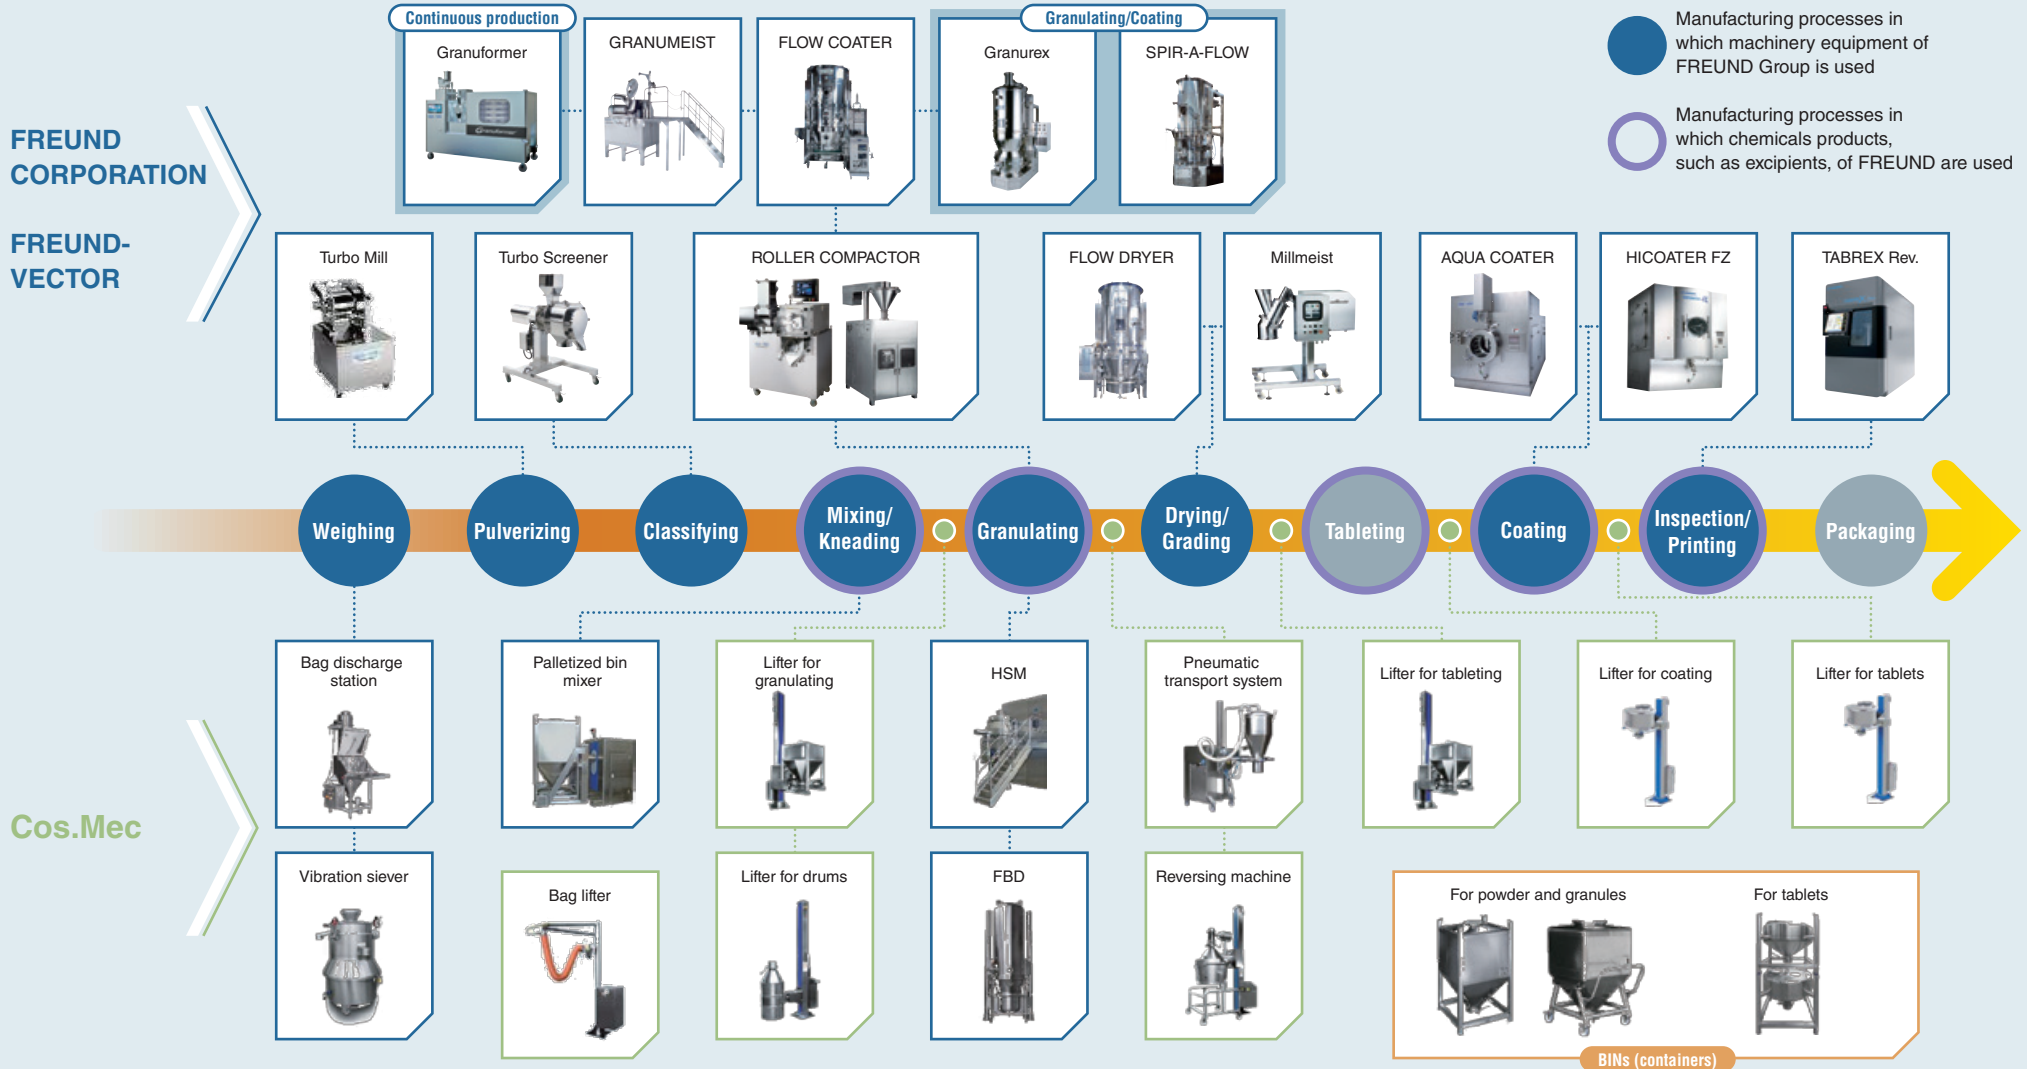 Continuous production
Granulating/Coating
Granuformer
GRANUMEIST
FLOW COATER
Granurex
SPIR-A-FLOW
Granuformer
Manufacturing processes in
which machinery equipment of
FREUND Group is used
Manufacturing processes in
which chemicals products,
such as excipients, of FREUND are used
FREUND
CORPORATION
FREUND-
VECTOR
Turbo Mill
Turbo Screener
ROLLER COMPACTOR
FLOW DRYER
Millmeist
AQUA COATER
HICOATER FZ
TABREX Rev.
Weighing
Pulverizing
Classifying
Mixing/
Kneading
Granulating
Drying/
Grading
Tableting
Coating
Inspection/
Printing
Packaging
Cos.Mec
Bag discharge
station
Palletized bin
mixer
Lifter for
granulating
HSM
Pneumatic
transport system
Lifter for tableting
Lifter for coating
Lifter for tablets
Vibration siever
Bag lifter
Lifter for drums
FBD
Reversing machine
For powder and granules
For tablets
BINs (containers)